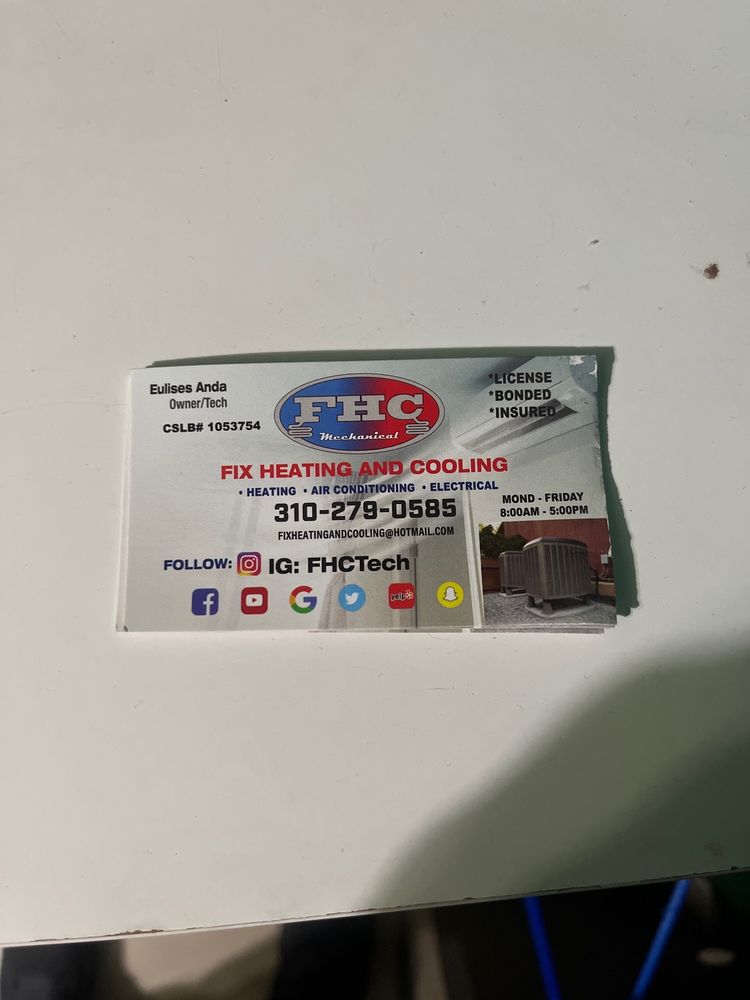 Eulises Anda
Owner/Tech
CSLB# 1053754
FHC
Mechanical
*LICENSE
*BONDED
*INSURED
FIX HEATING AND COOLING
• HEATING • AIR CONDITIONING • ELECTRICAL
310-279-0585
FIXHEATINGANDCOOLING@HOTMAIL.COM
MOND - FRIDAY
8:00AM - 5:00PM
FOLLOW: IG: FHCTech
yelp